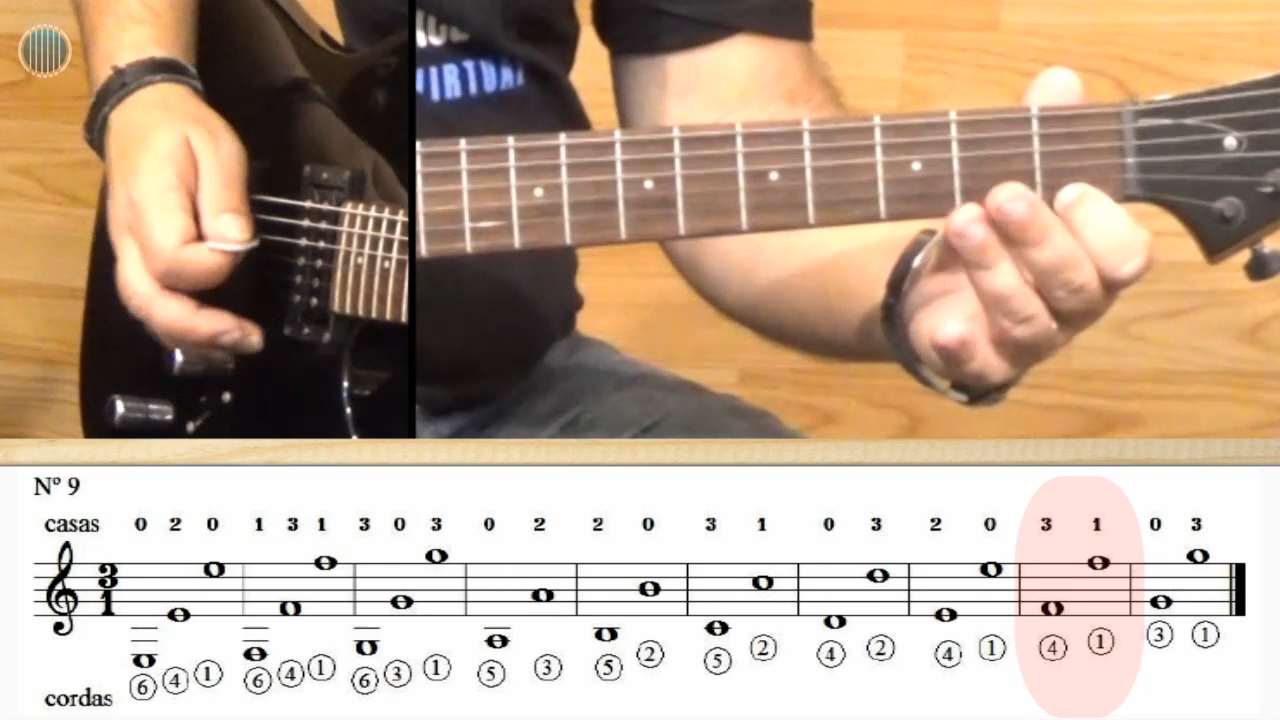 VIRTUAL
Nº 9
casas 0 2 0 1 3 1 3 0 3 0 2 2 0 3 1 0 3 2 0 3 1 0 3
3
1
6 4 1 6 4 1 6 3 1 5 3 5 2 5 2 4 2 4 1 4 1 3 1
cordas